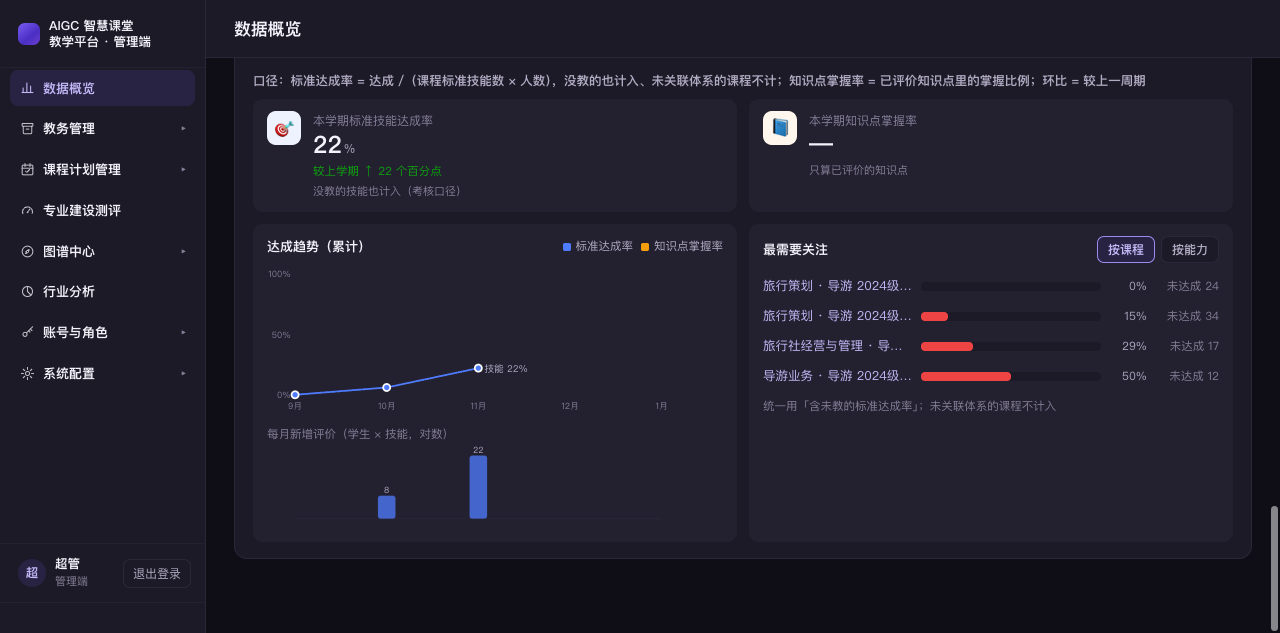 AIGC 智慧课堂
教学平台 · 管理端
数据概览
教务管理
课程计划管理
专业建设测评
图谱中心
行业分析
账号与角色
系统配置
超
超管
管理端
退出登录
数据概览
口径：标准达成率 = 达成 /（课程标准技能数 × 人数），没教的也计入、未关联体系的课程不计；知识点掌握率 = 已评价知识点里的掌握比例；环比 = 较上一周期
本学期标准技能达成率
22%
较上学期 ↑ 22 个百分点
没教的技能也计入（考核口径）
本学期知识点掌握率
—
只算已评价的知识点
达成趋势（累计）
标准达成率
知识点掌握率
100%
50%
0%
技能 22%
9月
10月
11月
12月
1月
每月新增评价（学生 × 技能，对数）
8
22
最需要关注
按课程
按能力
旅行策划 · 导游 2024级… 0% 未达成 24
旅行策划 · 导游 2024级… 15% 未达成 34
旅行社经营与管理 · 导… 29% 未达成 17
导游业务 · 导游 2024级… 50% 未达成 12
统一用「含未教的标准达成率」；未关联体系的课程不计入